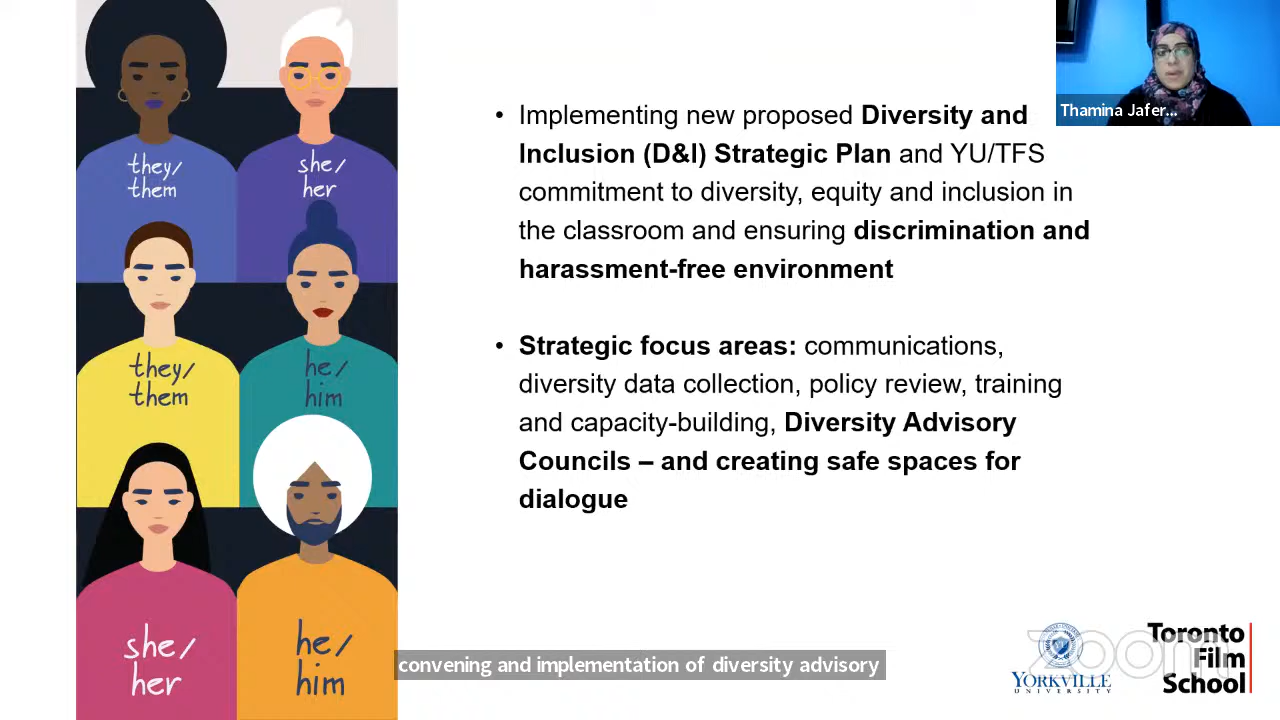 they/
them
she/
her
they/
them
he/
him
she/
her
he/
him
• Implementing new proposed Diversity and
Inclusion (D&I) Strategic Plan and YU/TFS
commitment to diversity, equity and inclusion in
the classroom and ensuring discrimination and
harassment-free environment
• Strategic focus areas: communications,
diversity data collection, policy review, training
and capacity-building, Diversity Advisory
Councils – and creating safe spaces for
dialogue
Thamina Jafer...
convening and implementation of diversity advisory
YORKVILLE
UNIVERSITY
Toronto
Film
School
zoom